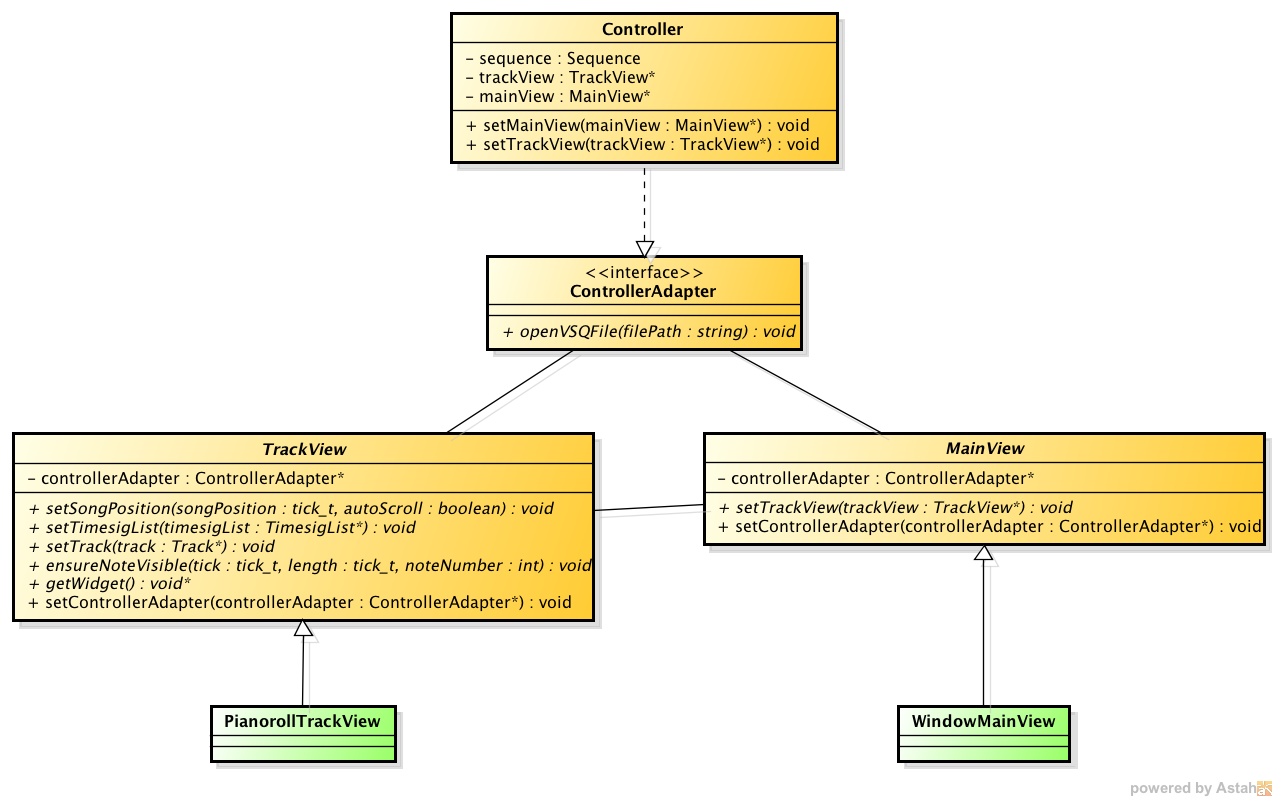 Controller
– sequence : Sequence
– trackView : TrackView*
– mainView : MainView*
+ setMainView(mainView : MainView*) : void
+ setTrackView(trackView : TrackView*) : void
<<interface>>
ControllerAdapter
+ openVSQFile(filePath : string) : void
TrackView
– controllerAdapter : ControllerAdapter*
+ setSongPosition(songPosition : tick_t, autoScroll : boolean) : void
+ setTimesigList(timesigList : TimesigList*) : void
+ setTrack(track : Track*) : void
+ ensureNoteVisible(tick : tick_t, length : tick_t, noteNumber : int) : void
+ getWidget() : void*
+ setControllerAdapter(controllerAdapter : ControllerAdapter*) : void
MainView
– controllerAdapter : ControllerAdapter*
+ setTrackView(trackView : TrackView*) : void
+ setControllerAdapter(controllerAdapter : ControllerAdapter*) : void
PianorollTrackView
WindowMainView
powered by Astah